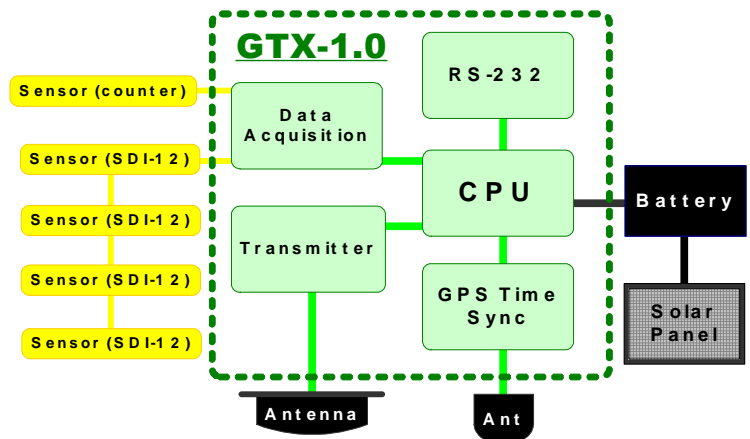 GTX-1.0
RS-232
Sensor (counter)
Data
Acquisition
Sensor (SDI-12)
CPU
Battery
Sensor (SDI-12)
Transmitter
Sensor (SDI-12)
GPS Time
Sync
Solar
Panel
Sensor (SDI-12)
Antenna
Ant